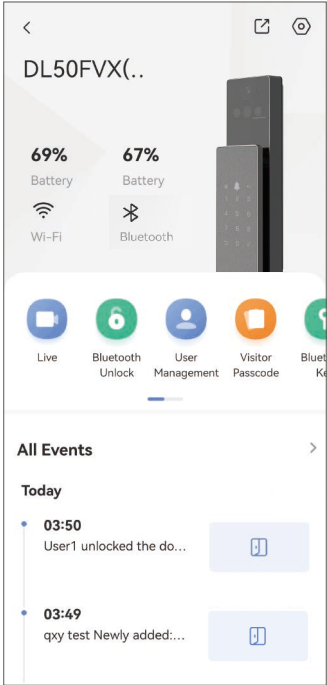 DL50FVX(..
69% 67%
Battery Battery
Wi-Fi Bluetooth
Live Bluetooth User Visitor Bluet
Unlock Management Passcode Ke
All Events
Today
03:50
User1 unlocked the do...
03:49
qxy test Newly added:...